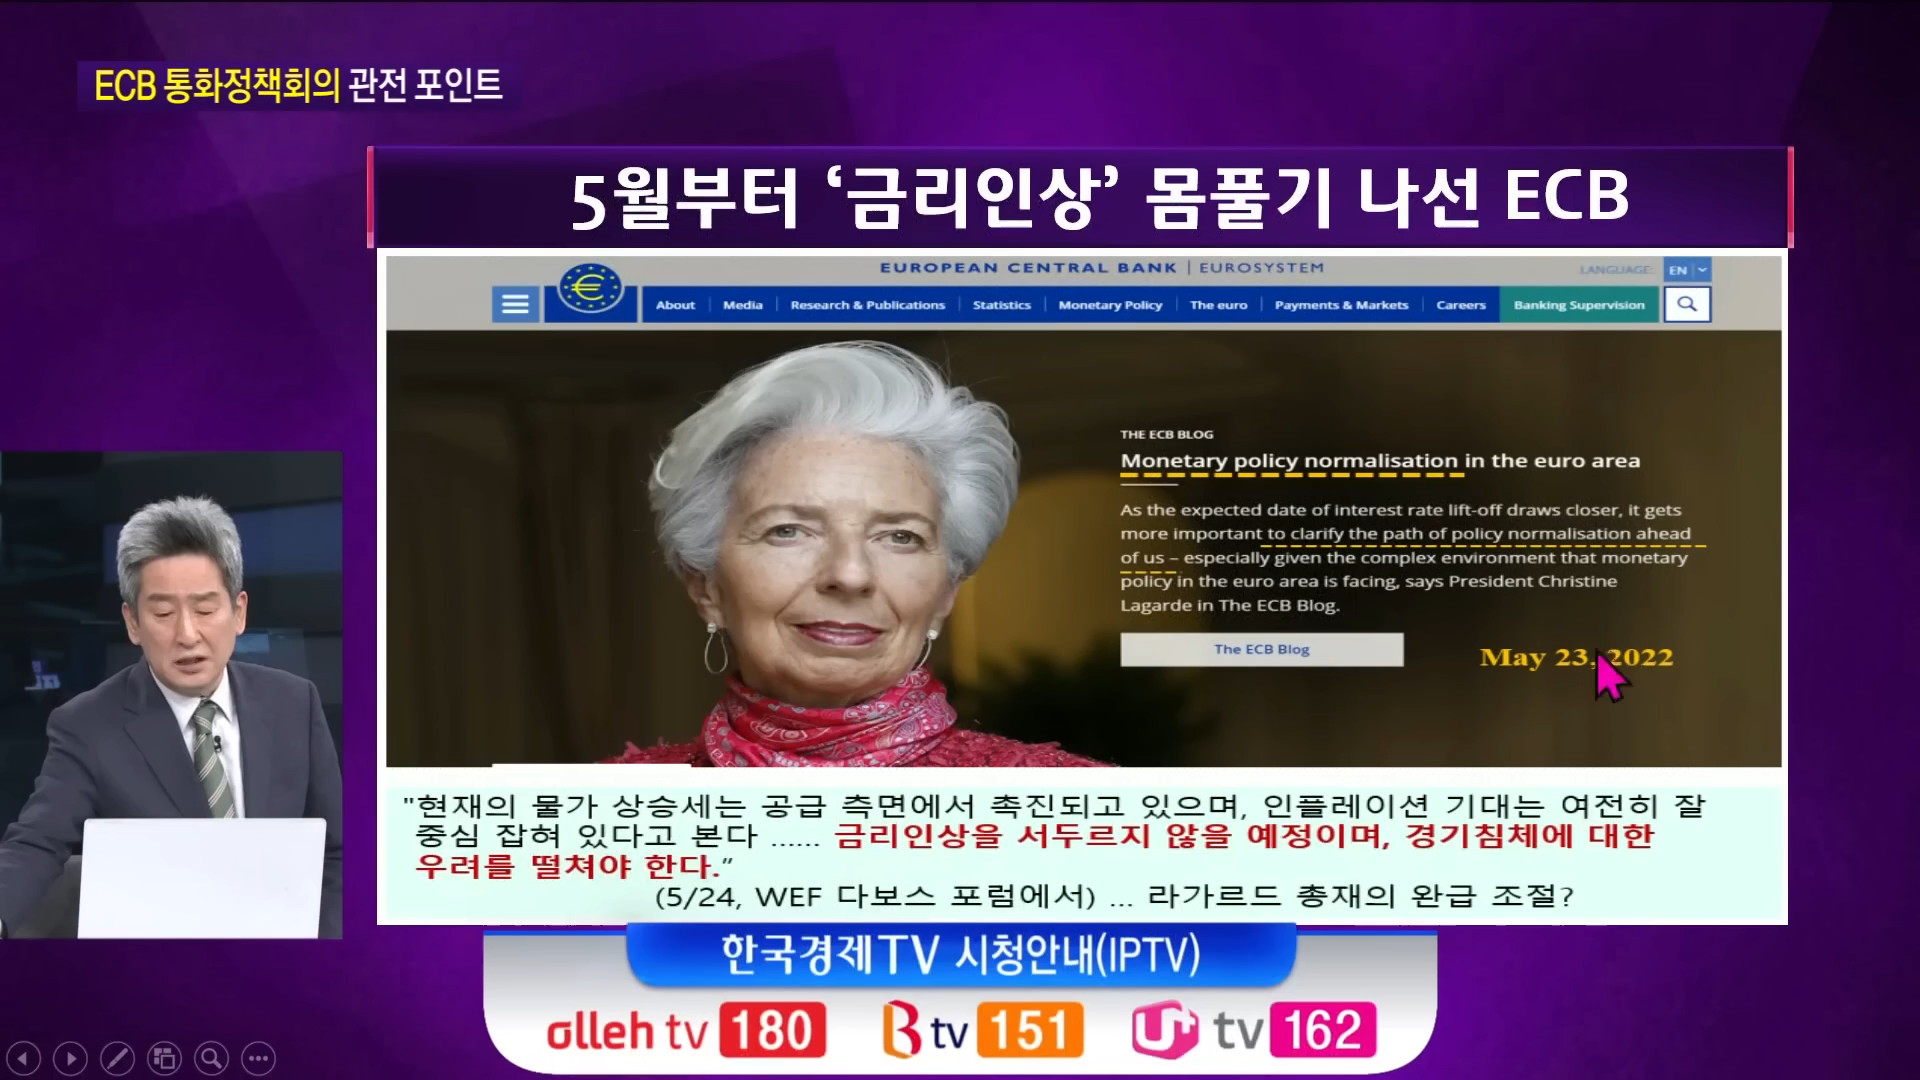 ECB 통화정책회의 관전 포인트
5월부터 ‘금리인상’ 몸풀기 나선 ECB
EUROPEAN CENTRAL BANK | EUROSYSTEM
LANGUAGE: EN
About Media Research & Publications Statistics Monetary Policy The euro Payments & Markets Careers Banking Supervision
THE ECB BLOG
Monetary policy normalisation in the euro area
As the expected date of interest rate lift-off draws closer, it gets
more important to clarify the path of policy normalisation ahead
of us – especially given the complex environment that monetary
policy in the euro area is facing, says President Christine
Lagarde in The ECB Blog.
The ECB Blog
May 23, 2022
"현재의 물가 상승세는 공급 측면에서 촉진되고 있으며, 인플레이션 기대는 여전히 잘
중심 잡혀 있다고 본다 ...... 금리인상을 서두르지 않을 예정이며, 경기침체에 대한
우려를 떨쳐야 한다.”
(5/24, WEF 다보스 포럼에서) ... 라가르드 총재의 완급 조절?
한국경제TV 시청안내(IPTV)
olleh tv 180 B tv 151 U+ tv 162